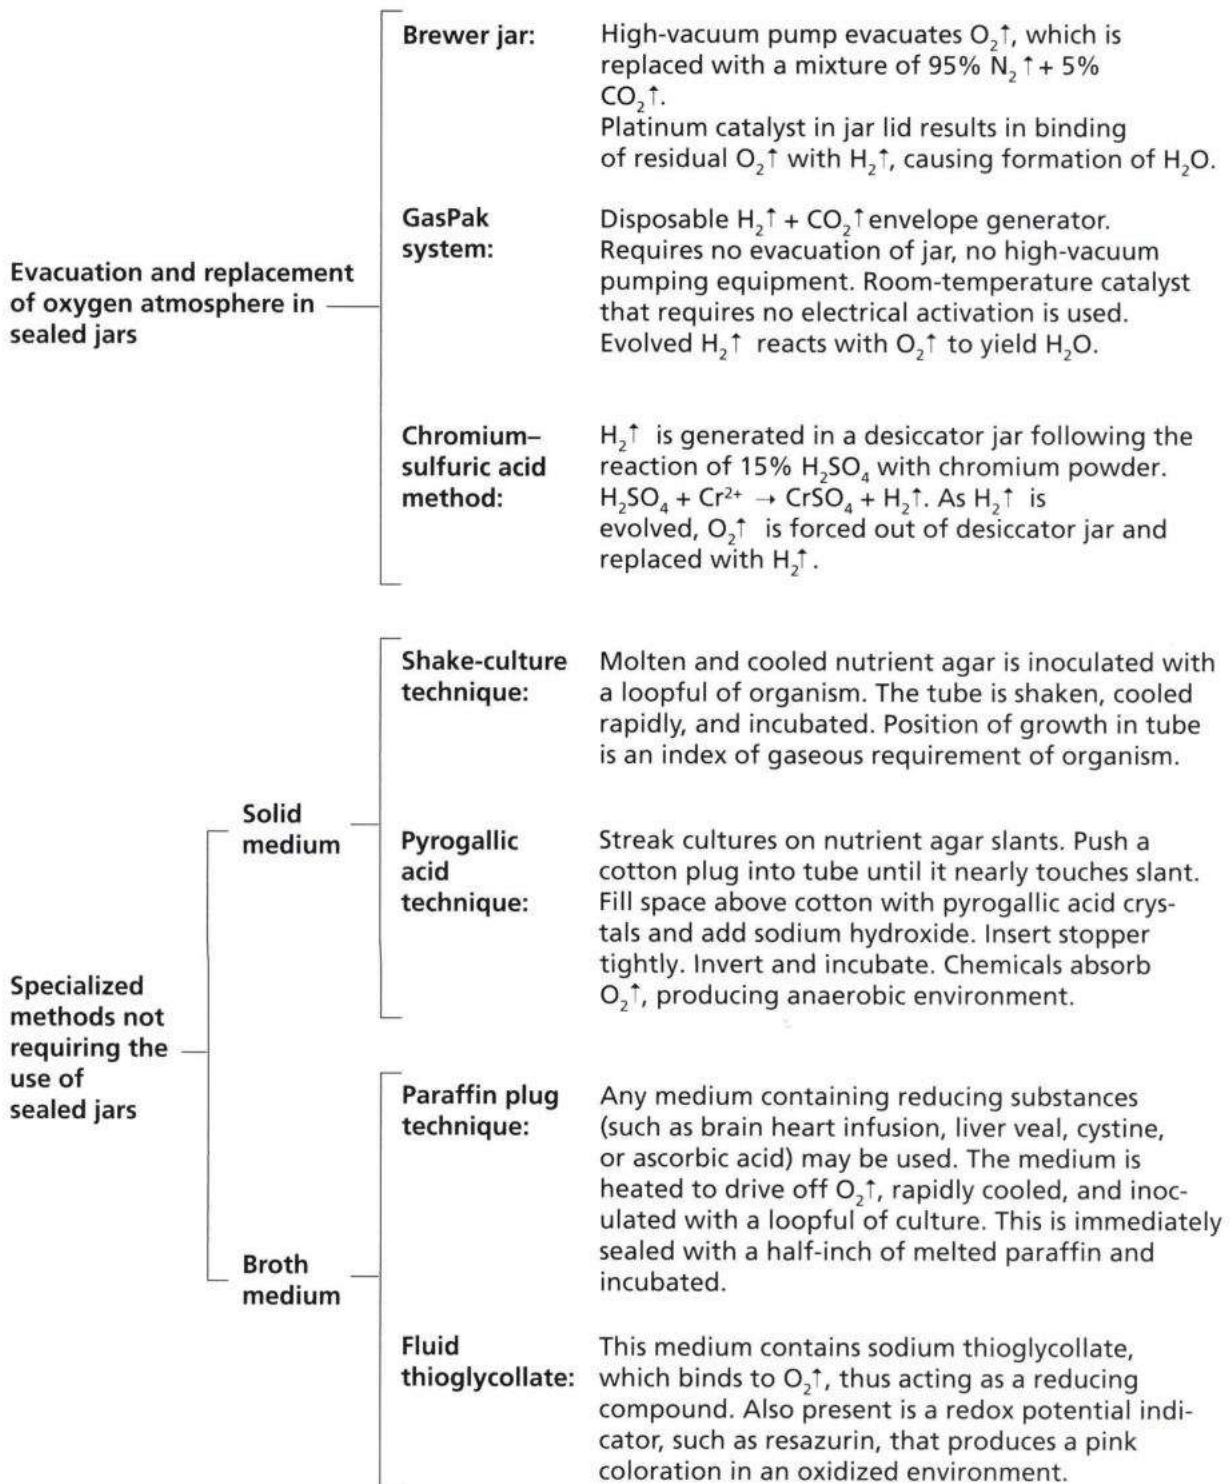 Evacuation and replacement
of oxygen atmosphere in
sealed jars
Brewer jar:
High-vacuum pump evacuates O₂↑, which is
replaced with a mixture of 95% N₂↑ + 5%
CO₂↑.
Platinum catalyst in jar lid results in binding
of residual O₂↑ with H₂↑, causing formation of H₂O.
GasPak
system:
Disposable H₂↑ + CO₂↑ envelope generator.
Requires no evacuation of jar, no high-vacuum
pumping equipment. Room-temperature catalyst
that requires no electrical activation is used.
Evolved H₂↑ reacts with O₂↑ to yield H₂O.
Chromium–
sulfuric acid
method:
H₂↑ is generated in a desiccator jar following the
reaction of 15% H₂SO₄ with chromium powder.
H₂SO₄ + Cr²⁺ → CrSO₄ + H₂↑. As H₂↑ is
evolved, O₂↑ is forced out of desiccator jar and
replaced with H₂↑.
Specialized
methods not
requiring the
use of
sealed jars
Solid
medium
Shake-culture
technique:
Molten and cooled nutrient agar is inoculated with
a loopful of organism. The tube is shaken, cooled
rapidly, and incubated. Position of growth in tube
is an index of gaseous requirement of organism.
Pyrogallic
acid
technique:
Streak cultures on nutrient agar slants. Push a
cotton plug into tube until it nearly touches slant.
Fill space above cotton with pyrogallic acid crys-
tals and add sodium hydroxide. Insert stopper
tightly. Invert and incubate. Chemicals absorb
O₂↑, producing anaerobic environment.
Broth
medium
Paraffin plug
technique:
Any medium containing reducing substances
(such as brain heart infusion, liver veal, cystine,
or ascorbic acid) may be used. The medium is
heated to drive off O₂↑, rapidly cooled, and inoc-
ulated with a loopful of culture. This is immediately
sealed with a half-inch of melted paraffin and
incubated.
Fluid
thioglycollate:
This medium contains sodium thioglycollate,
which binds to O₂↑, thus acting as a reducing
compound. Also present is a redox potential indi-
cator, such as resazurin, that produces a pink
coloration in an oxidized environment.